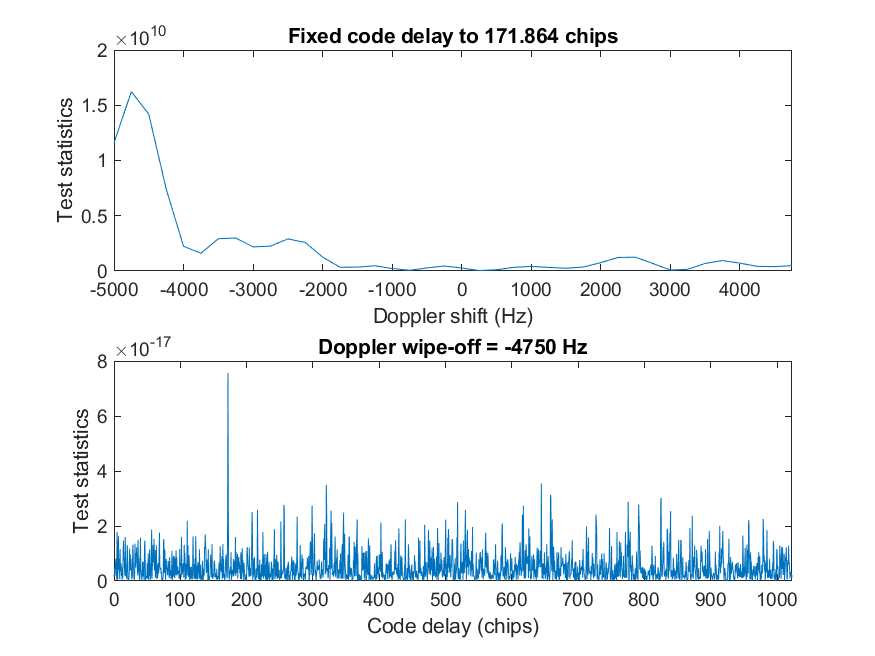 Fixed code delay to 171.864 chips
×10^10
2
1.5
1
0.5
0
Test statistics
-5000 -4000 -3000 -2000 -1000 0 1000 2000 3000 4000
Doppler shift (Hz)
Doppler wipe-off = -4750 Hz
×10^-17
8
6
4
2
0
Test statistics
0 100 200 300 400 500 600 700 800 900 1000
Code delay (chips)